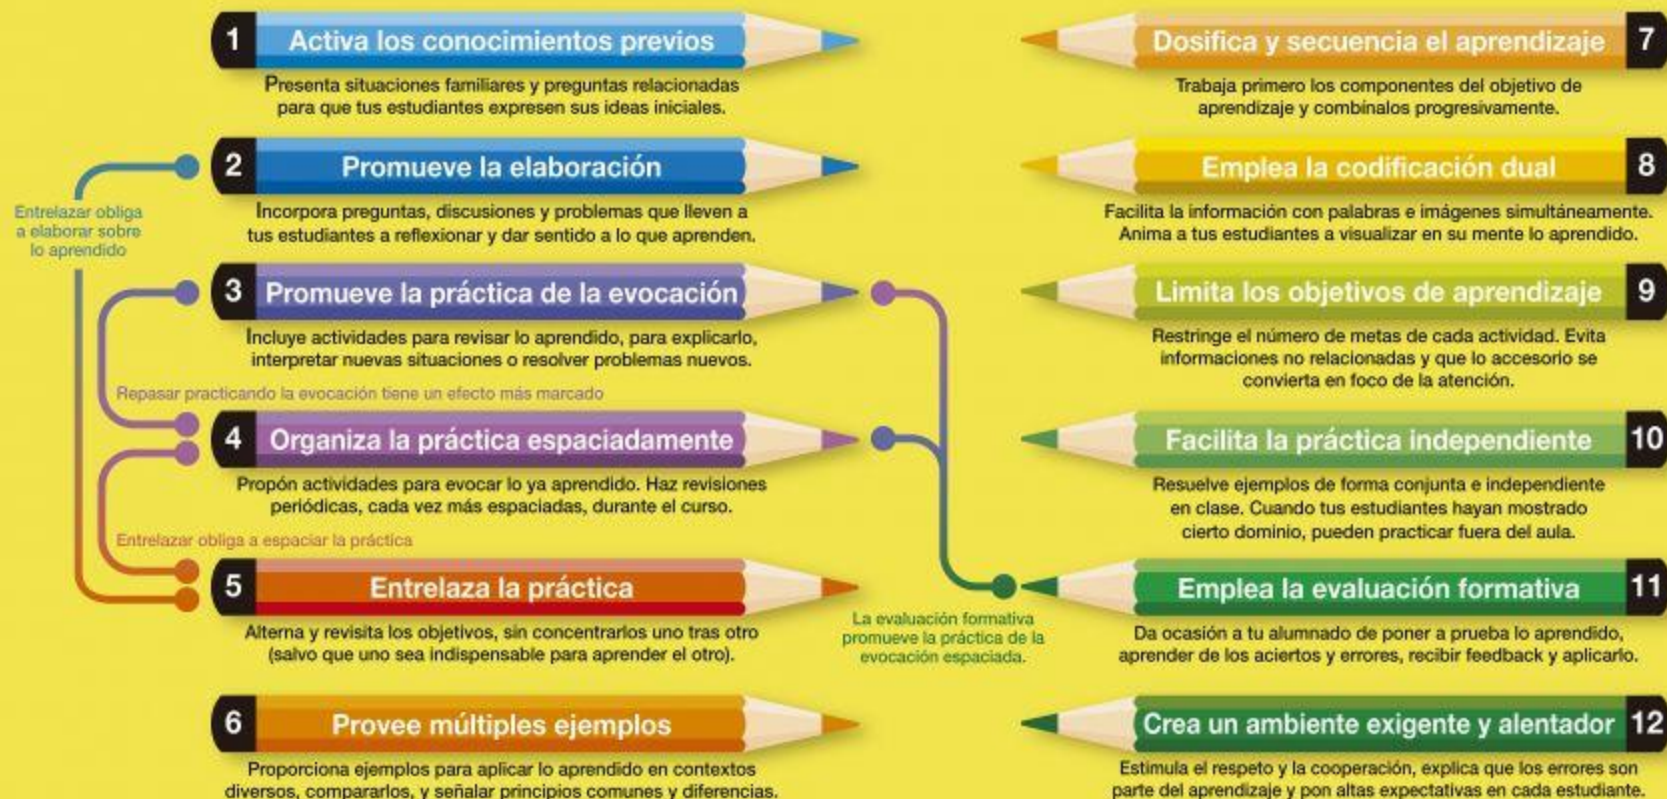 1 Activa los conocimientos previos
Presenta situaciones familiares y preguntas relacionadas
para que tus estudiantes expresen sus ideas iniciales.
2 Promueve la elaboración
Incorpora preguntas, discusiones y problemas que lleven a
tus estudiantes a reflexionar y dar sentido a lo que aprenden.
Entrelazar obliga
a elaborar sobre
lo aprendido
3 Promueve la práctica de la evocación
Incluye actividades para revisar lo aprendido, para explicarlo,
interpretar nuevas situaciones o resolver problemas nuevos.
Repasar practicando la evocación tiene un efecto más marcado
4 Organiza la práctica espaciadamente
Propón actividades para evocar lo ya aprendido. Haz revisiones
periódicas, cada vez más espaciadas, durante el curso.
Entrelazar obliga a espaciar la práctica
5 Entrelaza la práctica
Alterna y revisita los objetivos, sin concentrarlos uno tras otro
(salvo que uno sea indispensable para aprender el otro).
6 Provee múltiples ejemplos
Proporciona ejemplos para aplicar lo aprendido en contextos
diversos, compararlos, y señalar principios comunes y diferencias.
Dosifica y secuencia el aprendizaje 7
Trabaja primero los componentes del objetivo de
aprendizaje y combínalos progresivamente.
Emplea la codificación dual 8
Facilita la información con palabras e imágenes simultáneamente.
Anima a tus estudiantes a visualizar en su mente lo aprendido.
Limita los objetivos de aprendizaje 9
Restringe el número de metas de cada actividad. Evita
informaciones no relacionadas y que lo accesorio se
convierta en foco de la atención.
Facilita la práctica independiente 10
Resuelve ejemplos de forma conjunta e independiente
en clase. Cuando tus estudiantes hayan mostrado
cierto dominio, pueden practicar fuera del aula.
Emplea la evaluación formativa 11
La evaluación formativa
promueve la práctica de la
evocación espaciada.
Da ocasión a tu alumnado de poner a prueba lo aprendido,
aprender de los aciertos y errores, recibir feedback y aplicarlo.
Crea un ambiente exigente y alentador 12
Estimula el respeto y la cooperación, explica que los errores son
parte del aprendizaje y pon altas expectativas en cada estudiante.